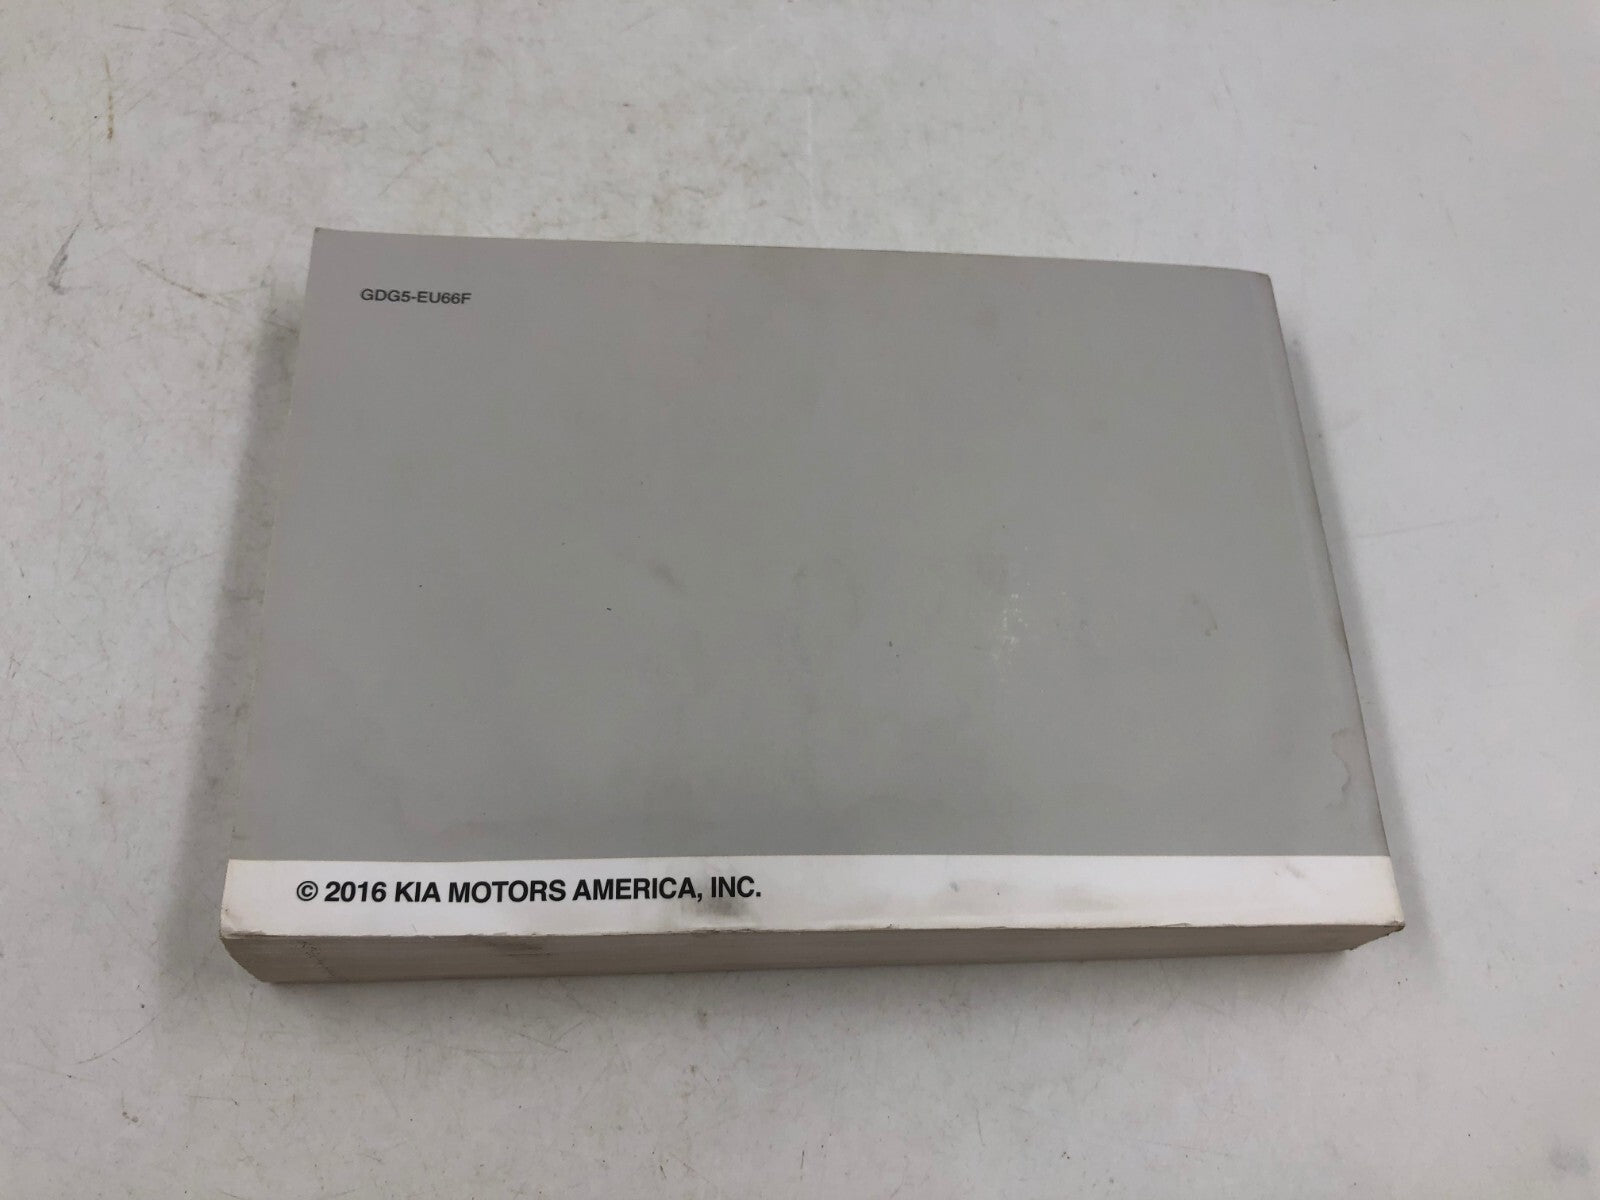 GDG5-EU66F
© 2016 KIA MOTORS AMERICA, INC.